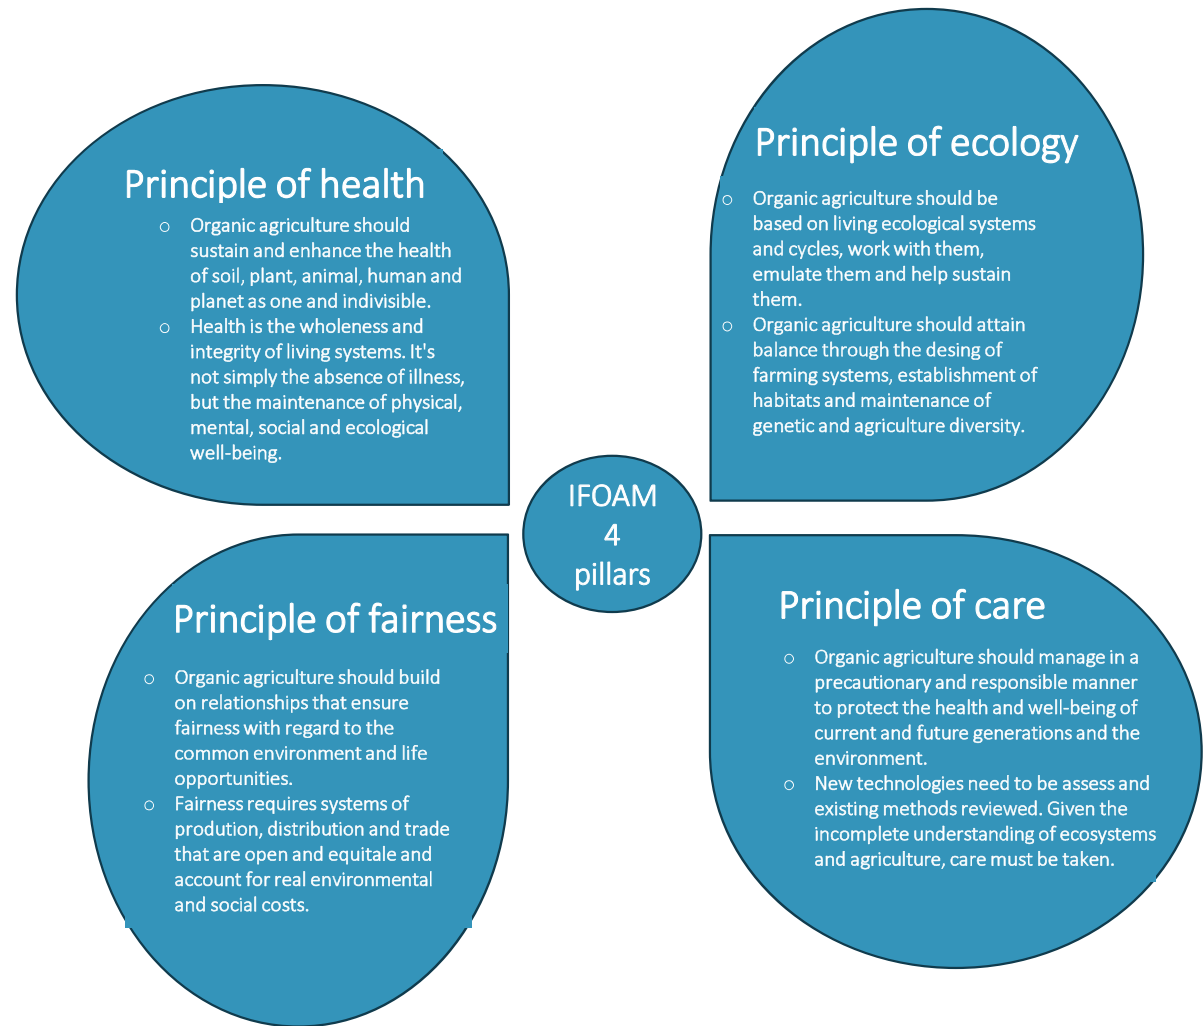 Principle of health
○ Organic agriculture should
sustain and enhance the health
of soil, plant, animal, human and
planet as one and indivisible.
○ Health is the wholeness and
integrity of living systems. It's
not simply the absence of illness,
but the maintenance of physical,
mental, social and ecological
well-being.
Principle of ecology
○ Organic agriculture should be
based on living ecological systems
and cycles, work with them,
emulate them and help sustain
them.
○ Organic agriculture should attain
balance through the desing of
farming systems, establishment of
habitats and maintenance of
genetic and agriculture diversity.
IFOAM
4
pillars
Principle of fairness
○ Organic agriculture should build
on relationships that ensure
fairness with regard to the
common environment and life
opportunities.
○ Fairness requires systems of
prodution, distribution and trade
that are open and equitale and
account for real environmental
and social costs.
Principle of care
○ Organic agriculture should manage in a
precautionary and responsible manner
to protect the health and well-being of
current and future generations and the
environment.
○ New technologies need to be assess and
existing methods reviewed. Given the
incomplete understanding of ecosystems
and agriculture, care must be taken.